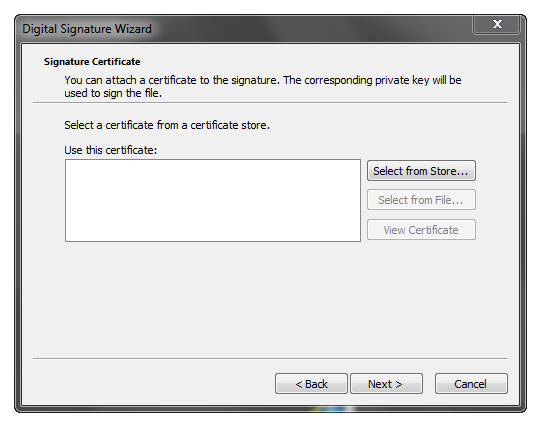 Digital Signature Wizard
Signature Certificate
You can attach a certificate to the signature. The corresponding private key will be
used to sign the file.
Select a certificate from a certificate store.
Use this certificate:
Select from Store...
Select from File...
View Certificate
< Back
Next >
Cancel